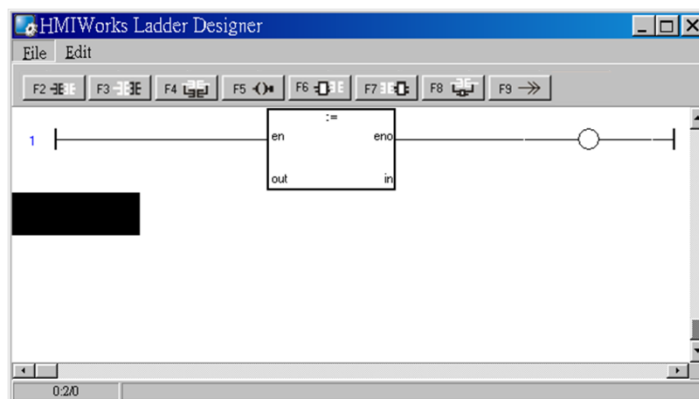 HMIWorks Ladder Designer
File Edit
F2 F3 F4 F5 F6 F7 F8 F9
:=
1 en eno
out in
0:2/0